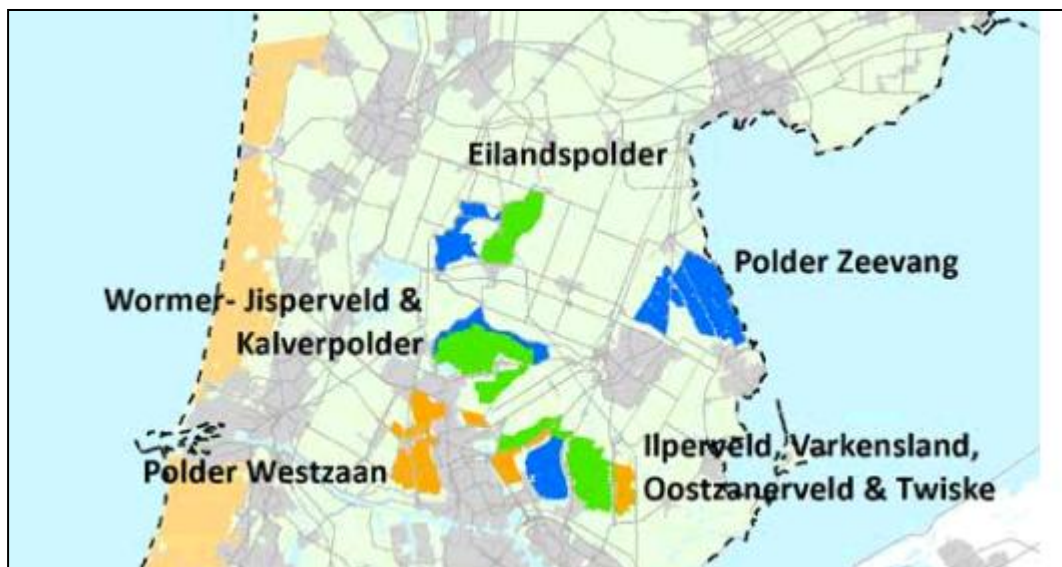 Eilandspolder
Polder Zeevang
Wormer- Jisperveld &
Kalverpolder
Polder Westzaan
Ilperveld, Varkensland,
Oostzanerveld & Twiske